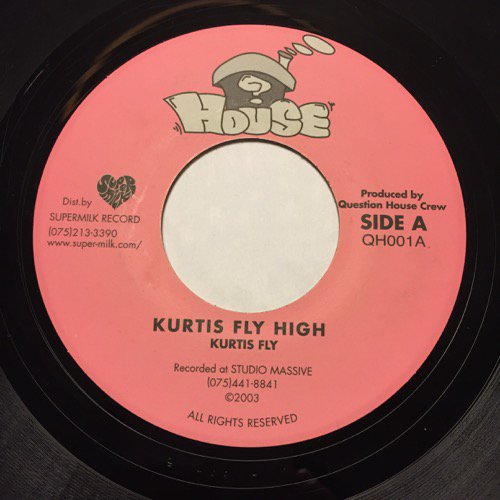 ?
HOUSE
Dist.by
SUPERMILK RECORD
(075)213-3390
www.super-milk.com/
Produced by
Question House Crew
SIDE A
QH001A
KURTIS FLY HIGH
KURTIS FLY
Recorded at STUDIO MASSIVE
(075)441-8841
©2003
ALL RIGHTS RESERVED